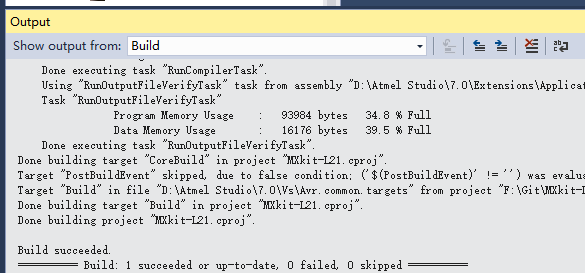 Output
Show output from: Build
Done executing task "RunCompilerTask".
Using "RunOutputFileVerifyTask" task from assembly "D:\Atmel Studio\7.0\Extensions\Applica
Task "RunOutputFileVerifyTask"
Program Memory Usage : 93984 bytes 34.8 % Full
Data Memory Usage : 16176 bytes 39.5 % Full
Done executing task "RunOutputFileVerifyTask".
Done building target "CoreBuild" in project "MXkit-L21.cproj".
Target "PostBuildEvent" skipped, due to false condition; ('$(PostBuildEvent)' != '') was evalua
Target "Build" in file "D:\Atmel Studio\7.0\Vs\Avr.common.targets" from project "F:\Git\MXkit-L
Done building target "Build" in project "MXkit-L21.cproj".
Done building project "MXkit-L21.cproj".
Build succeeded.
========== Build: 1 succeeded or up-to-date, 0 failed, 0 skipped ==========